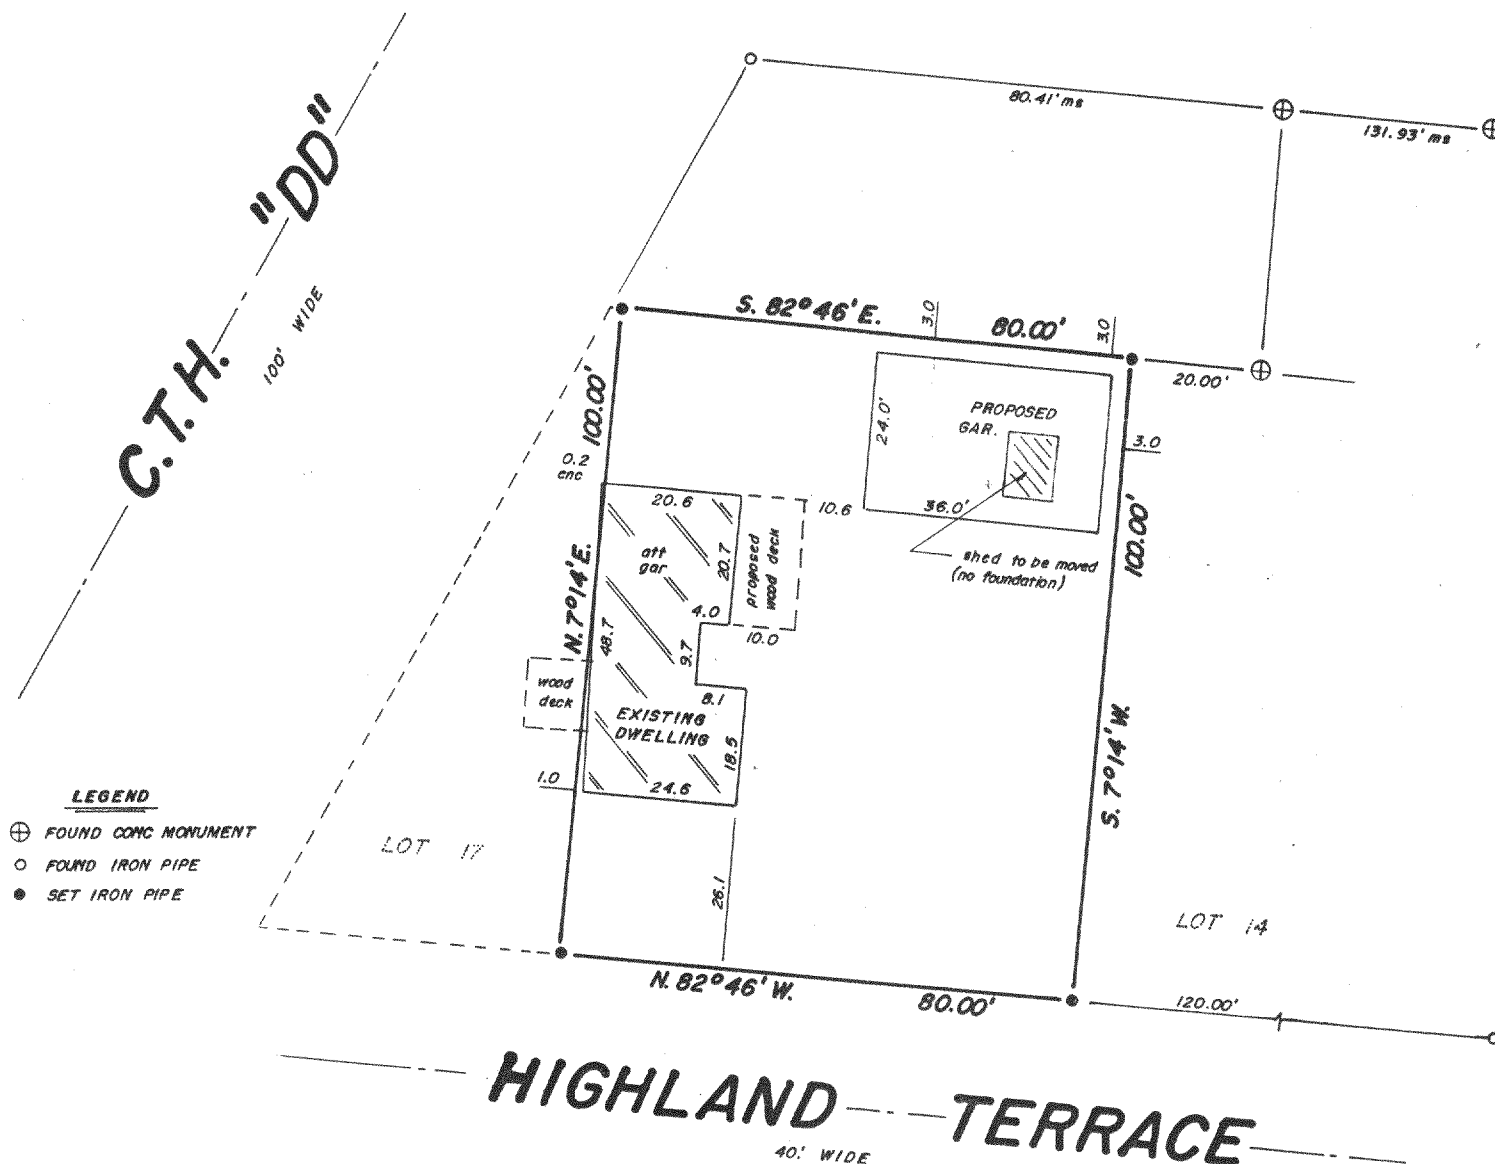 80.41' ms
131.93' ms
C.T.H. "DD"
100' WIDE
S. 82° 46' E.
3.0
80.00'
3.0
20.00'
100.00'
N. 7° 14' E.
0.2
enc
24.0'
PROPOSED
GAR.
36.0'
3.0
10.6
shed to be moved
(no foundation)
20.6
att
gar
20.7
proposed
wood deck
10.0
4.0
9.7
48.7
8.1
wood
deck
EXISTING
DWELLING
18.5
24.6
1.0
26.1
100.00'
S. 7° 14' W.
LEGEND
FOUND CONC MONUMENT
FOUND IRON PIPE
SET IRON PIPE
LOT 17
LOT 14
N. 82° 46' W.
80.00'
120.00'
HIGHLAND TERRACE
40.' WIDE